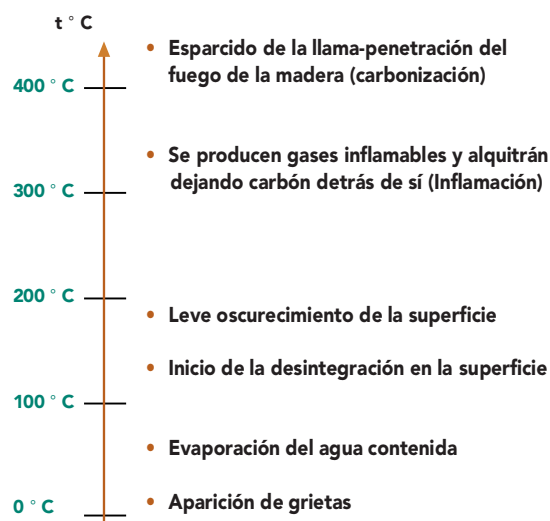 t ° C
• Esparcido de la llama-penetración del
fuego de la madera (carbonización)
400 ° C
• Se producen gases inflamables y alquitrán
dejando carbón detrás de sí (Inflamación)
300 ° C
200 ° C
• Leve oscurecimiento de la superficie
• Inicio de la desintegración en la superficie
100 ° C
• Evaporación del agua contenida
0 ° C
• Aparición de grietas